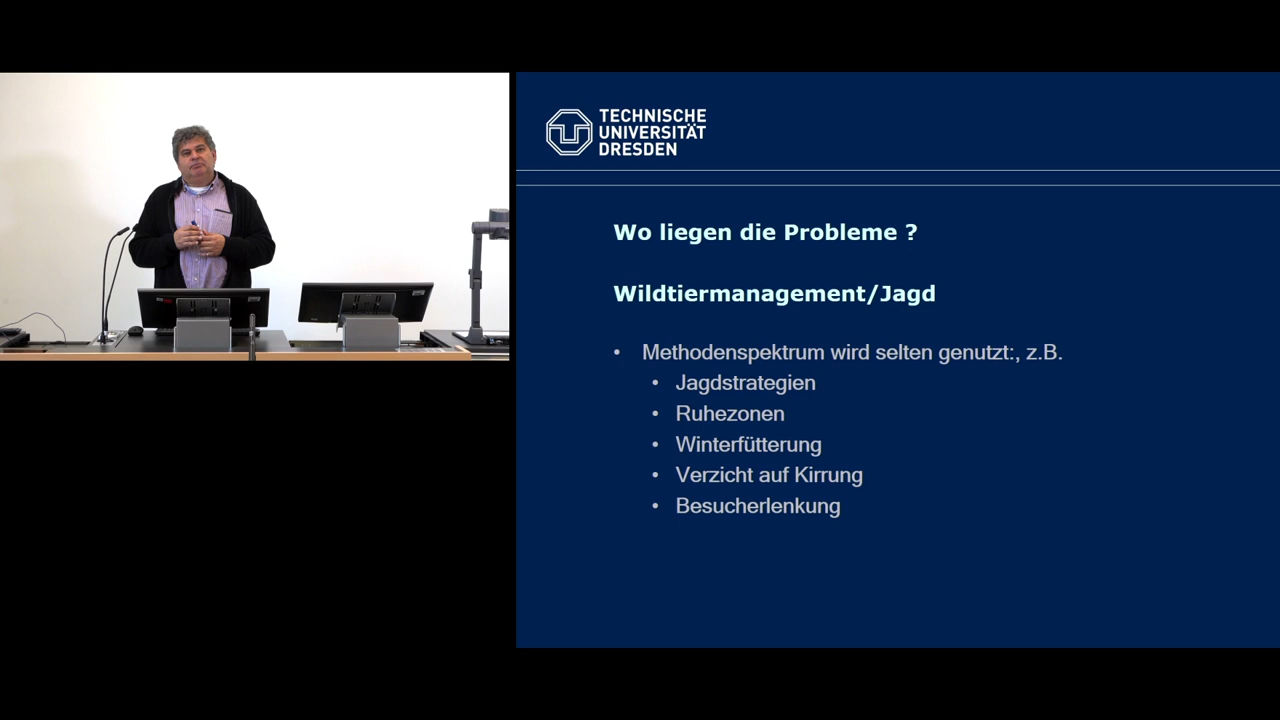 TECHNISCHE
UNIVERSITÄT
DRESDEN
Wo liegen die Probleme ?
Wildtiermanagement/Jagd
• Methodenspektrum wird selten genutzt:, z.B.
• Jagdstrategien
• Ruhezonen
• Winterfütterung
• Verzicht auf Kirrung
• Besucherlenkung